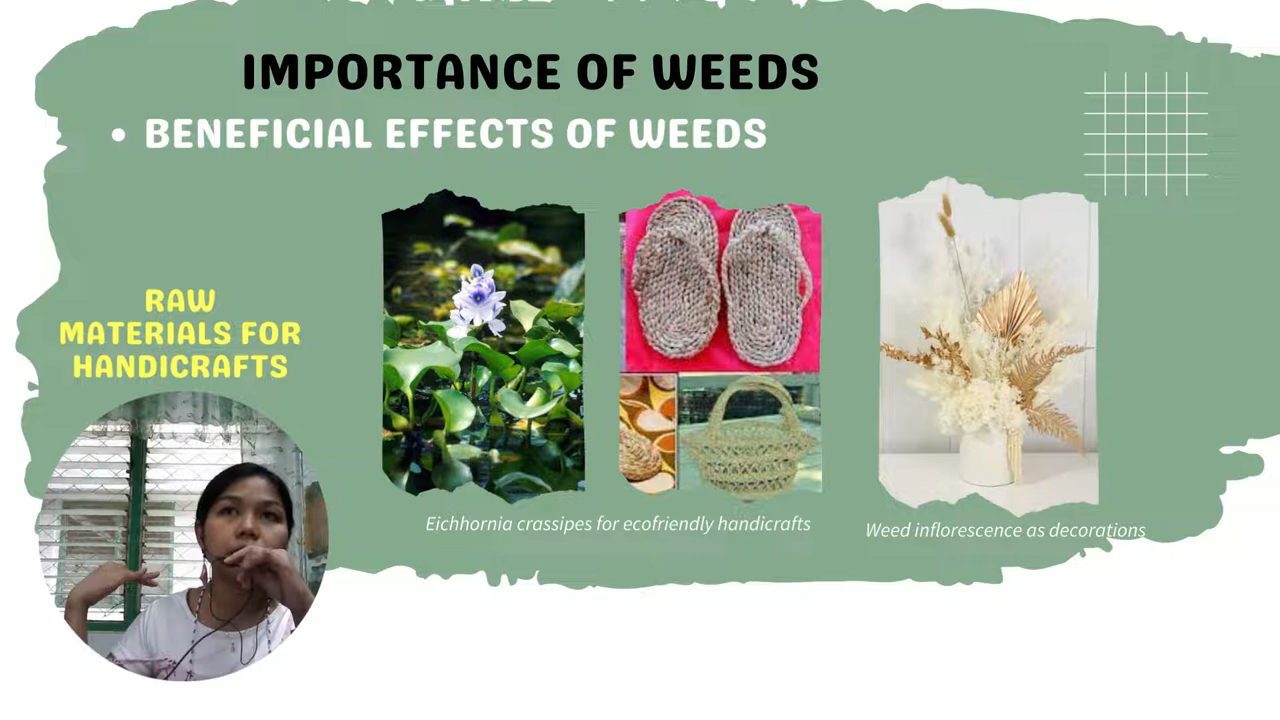 IMPORTANCE OF WEEDS
• BENEFICIAL EFFECTS OF WEEDS
RAW
MATERIALS FOR
HANDICRAFTS
Eichhornia crassipes for ecofriendly handicrafts
Weed inflorescence as decorations